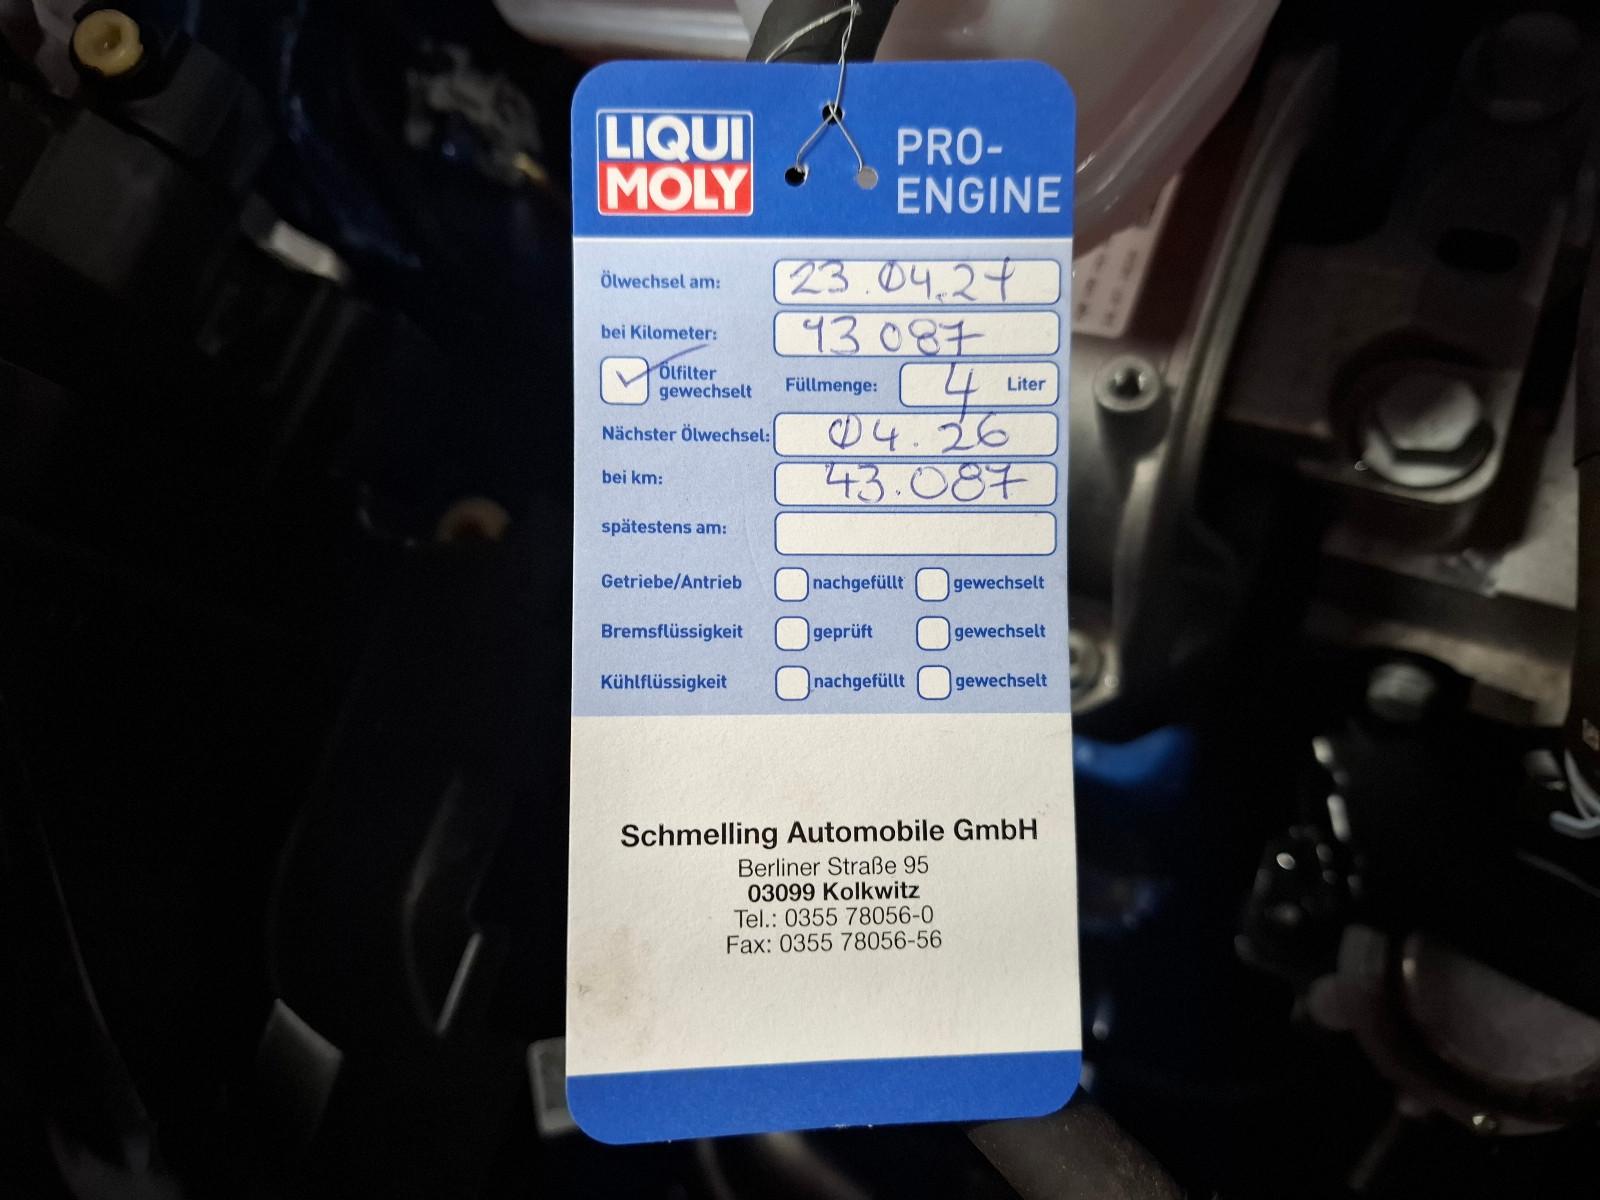 LIQUI
MOLY
PRO-
ENGINE
Ölwechsel am: 23.04.24
bei Kilometer: 13 087
Ölfilter
gewechselt Füllmenge: 4 Liter
Nächster Ölwechsel: 04.26
bei km: 43.087
spätestens am:
Getriebe/Antrieb nachgefüllt gewechselt
Bremsflüssigkeit geprüft gewechselt
Kühlflüssigkeit nachgefüllt gewechselt
Schmelling Automobile GmbH
Berliner Straße 95
03099 Kolkwitz
Tel.: 0355 78056-0
Fax: 0355 78056-56